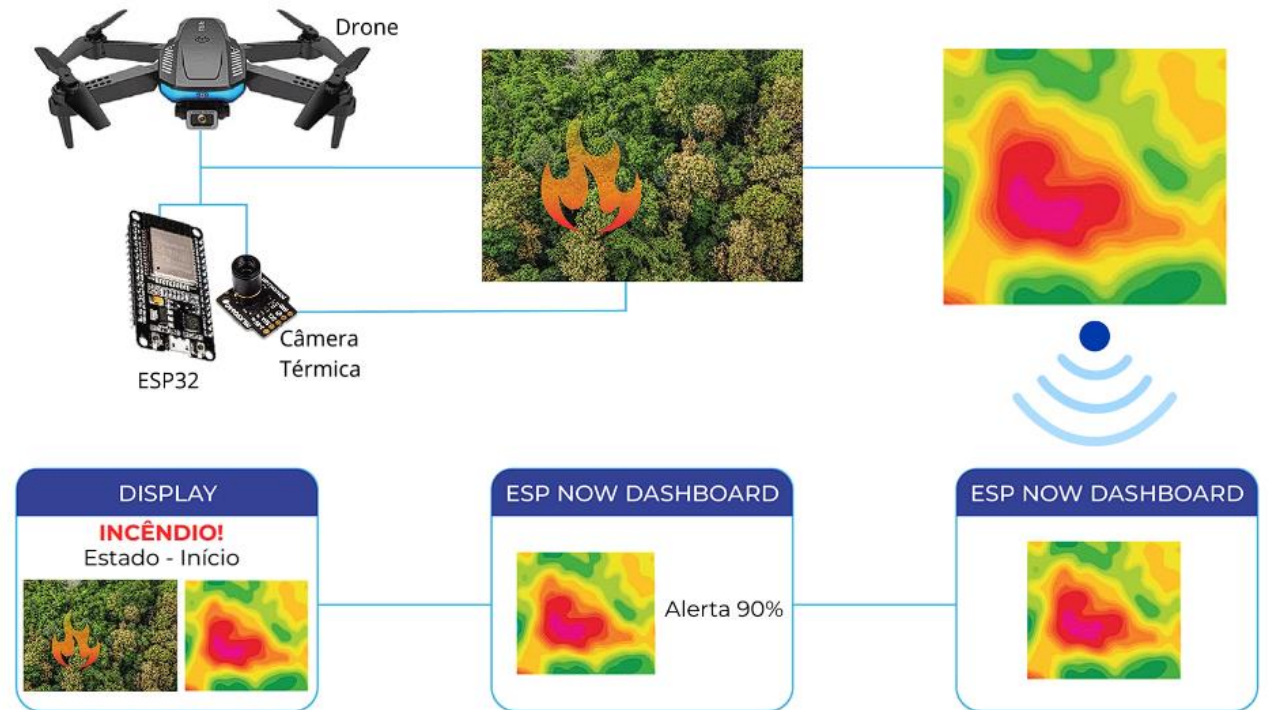 Drone
ESP32
Câmera
Térmica
DISPLAY
INCÊNDIO!
Estado - Início
ESP NOW DASHBOARD
Alerta 90%
ESP NOW DASHBOARD